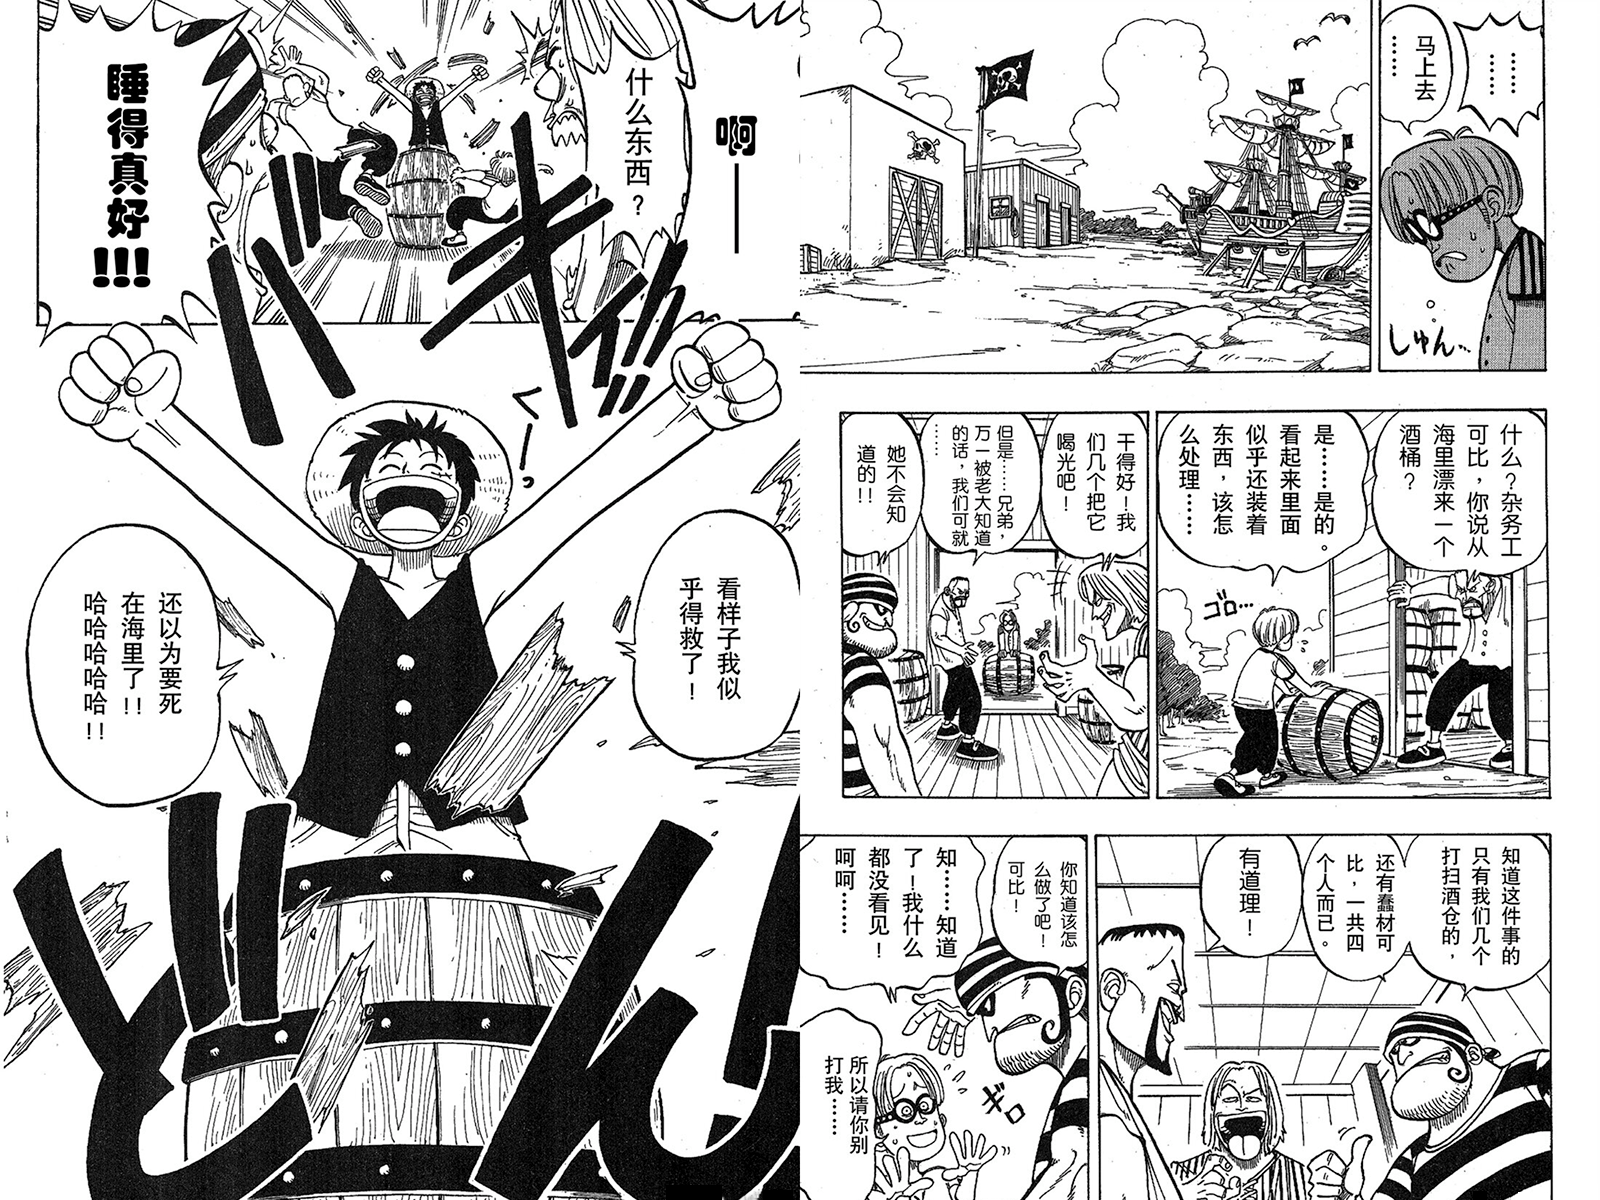 ……
……
马上去
……
しゅん…
什么?杂务工
可比,你说从
海里漂来一个
酒桶?
是……是的。
看起来里面
似乎还装着
东西,该怎
么处理……
ゴロ…
干得好!我
们几个把它
喝光吧!
但是……兄弟,
万一被老大知道
的话,我们可就
……
她不会知
道的!!
知道这件事的
只有我们几个
打扫酒仓的,
还有蠢材可
比,一共四
个人而已。
有道理!
你知道该怎
么做了吧!
可比!
知……知道
了!我什么
都没看见!
呵呵……
ギロ
所以请你别
打我……
啊——
什么东西?
睡得真好!!!
バキィ!!
くーっ
看样子我似
乎得救了!
还以为要死
在海里了!!
哈哈哈哈哈!!
どーん!!